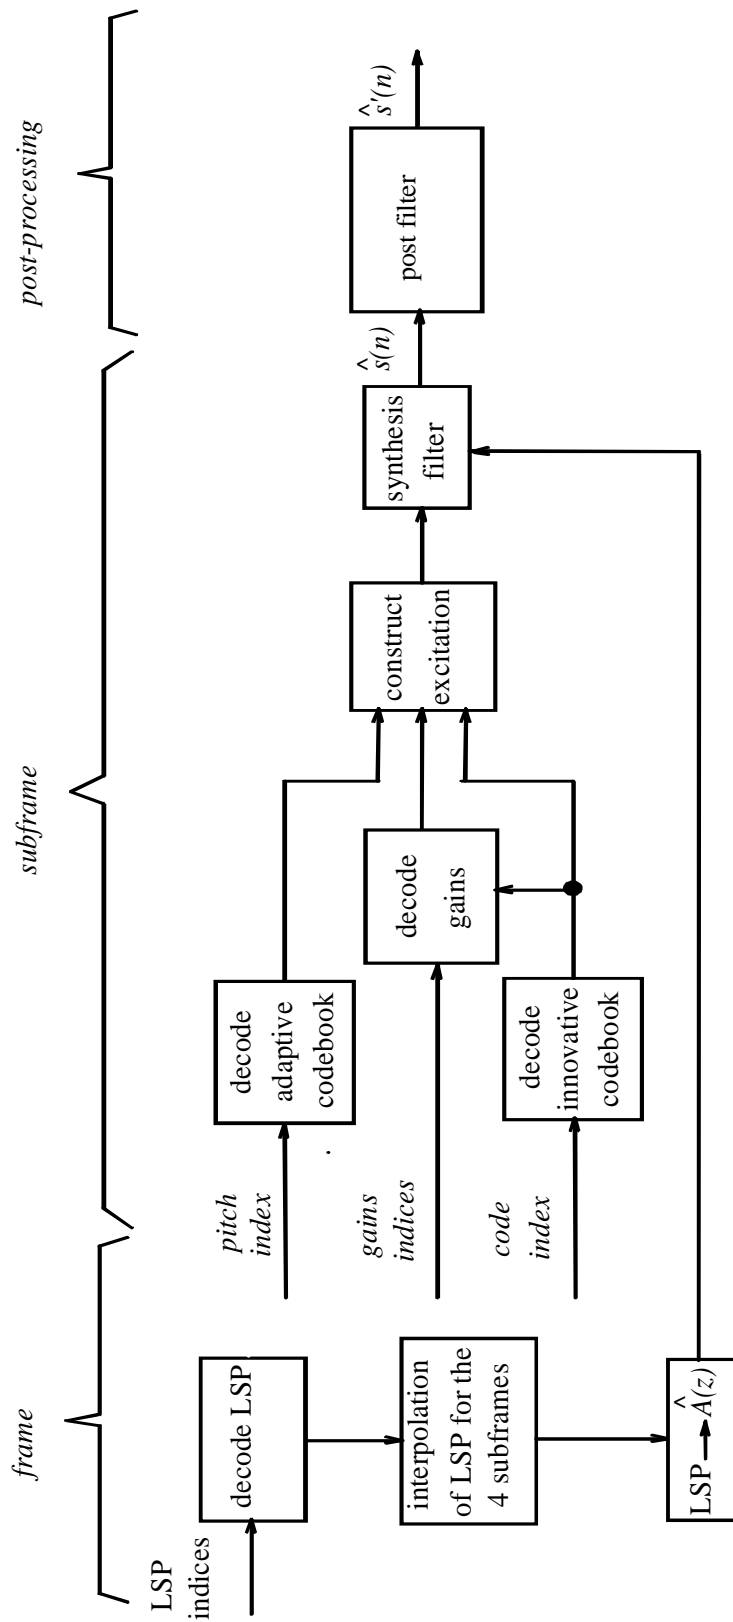 frame
subframe
post-processing
LSP
indices
decode LSP
interpolation
of LSP for the
4 subframes
LSP → Â(z)
pitch
index
gains
indices
code
index
decode
adaptive
codebook
decode
gains
decode
innovative
codebook
construct
excitation
synthesis
filter
ŝ(n)
post filter
ŝ'(n)